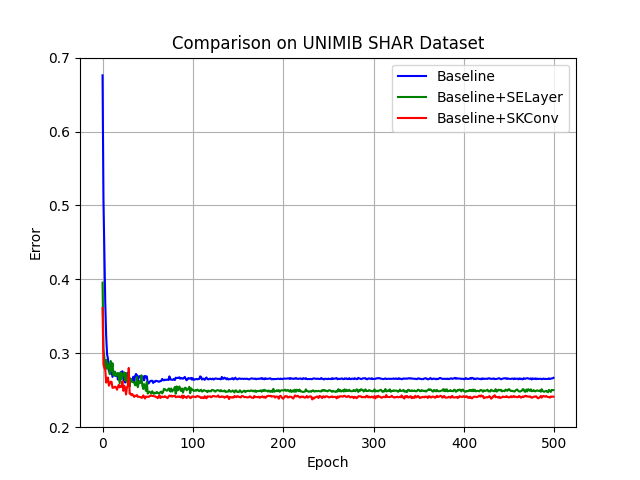 Comparison on UNIMIB SHAR Dataset
Baseline
Baseline+SELayer
Baseline+SKConv
Error
0.7
0.6
0.5
0.4
0.3
0.2
0 100 200 300 400 500
Epoch